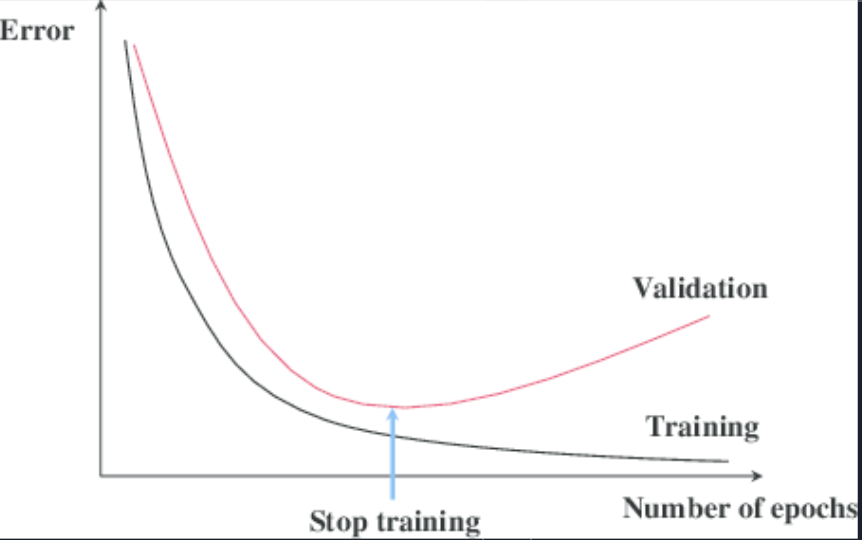 Error
Validation
Training
Number of epochs
Stop training